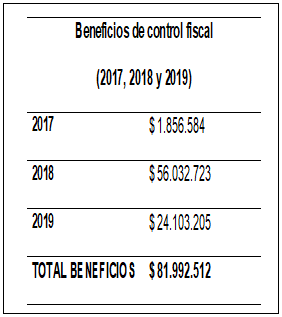 Beneficios de control fiscal
(2017, 2018 y 2019)
2017 $ 1.856.584
2018 $ 56.032.723
2019 $ 24.103.205
TOTAL BENEFICIOS $ 81.992.512